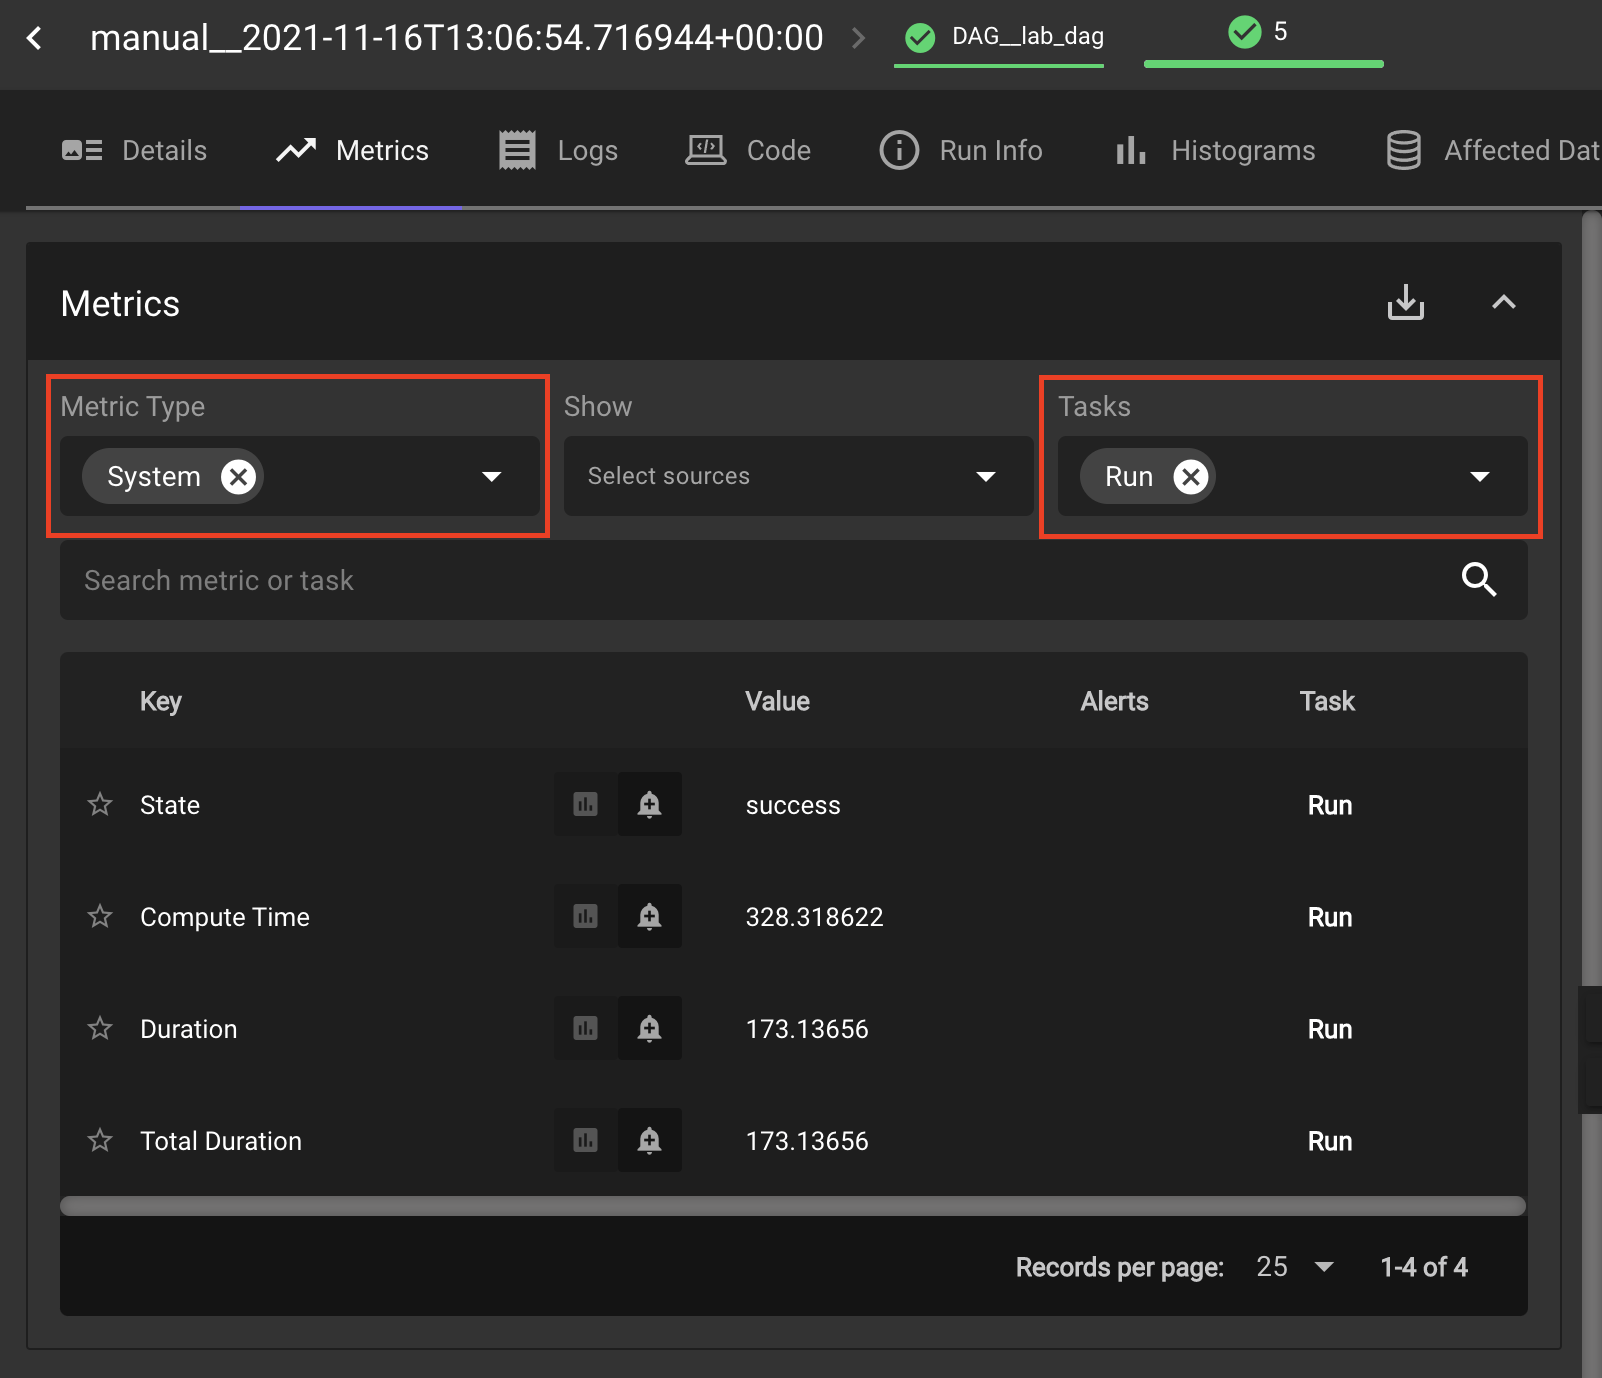 manual__2021-11-16T13:06:54.716944+00:00 DAG__lab_dag 5
Details Metrics Logs Code Run Info Histograms Affected Dat
Metrics
Metric Type Show Tasks
System Select sources Run
Search metric or task
Key Value Alerts Task
State success Run
Compute Time 328.318622 Run
Duration 173.13656 Run
Total Duration 173.13656 Run
Records per page: 25 1-4 of 4